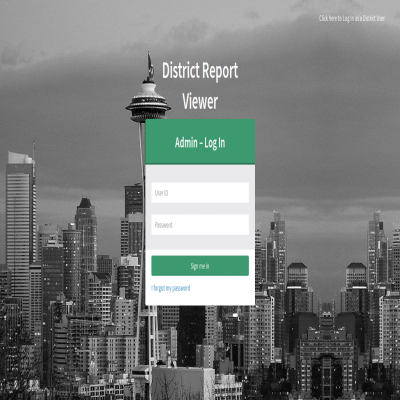 Click here to Log in as a District User
District Report
Viewer
Admin – Log In
User ID
Password
Sign me in
I forgot my password